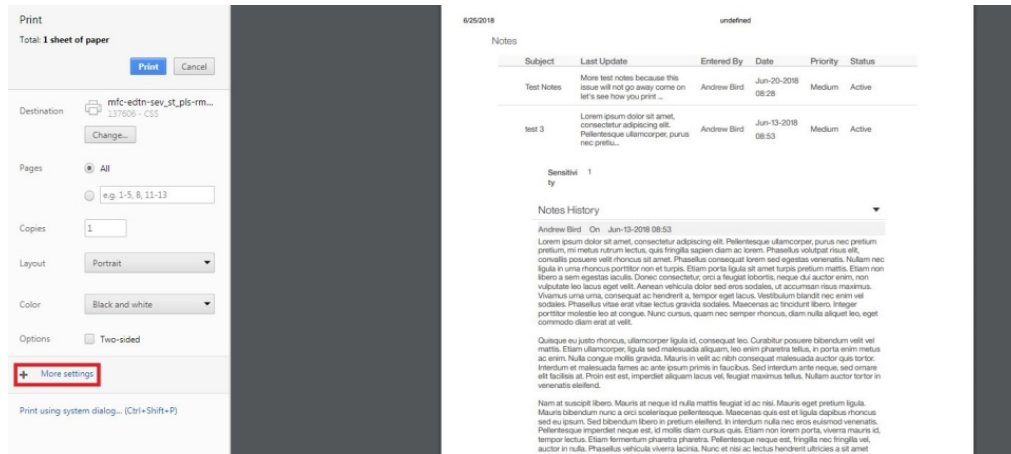 Print
Total: 1 sheet of paper
Print Cancel
Destination mfc-edtn-sev_st_pls-rm...
137606 - CSS
Change...
Pages All
e.g. 1-5, 8, 11-13
Copies 1
Layout Portrait
Color Black and white
Options Two-sided
+ More settings
Print using system dialog... (Ctrl+Shift+P)
6/25/2018 undefined
Notes
Subject Last Update Entered By Date Priority Status
Test Notes More test notes because this issue will not go away come on let's see how you print ... Andrew Bird Jun-20-2018 08:28 Medium Active
test 3 Lorem ipsum dolor sit amet, consectetur adipiscing elit. Pellentesque ullamcorper, purus nec pretiu... Andrew Bird Jun-13-2018 08:53 Medium Active
Sensitivi 1
ty
Notes History
Andrew Bird On Jun-13-2018 08:53
Lorem ipsum dolor sit amet, consectetur adipiscing elit. Pellentesque ullamcorper, purus nec pretium
pretium, mi metus rutrum lectus, quis fringilla sapien diam ac lorem. Phasellus volutpat risus elit,
convallis posuere velit rhoncus sit amet. Phasellus consequat lorem sed egestas venenatis. Nullam nec
ligula in urna rhoncus porttitor non et turpis. Etiam porta ligula sit amet turpis pretium mattis. Etiam non
libero a sem egestas iaculis. Donec consectetur, orci a feugiat lobortis, neque dui auctor enim, non
vulputate leo lacus eget velit. Aenean vehicula dolor sed eros sodales, ut accumsan risus maximus.
Vivamus urna urna, consequat ac hendrerit a, tempor eget lacus. Vestibulum blandit nec enim vel
sodales. Phasellus vitae erat vitae lectus gravida sodales. Maecenas ac tincidunt libero. Integer
porttitor molestie leo at congue. Nunc cursus, quam nec semper rhoncus, diam nulla aliquet leo, eget
commodo diam erat at velit.
Quisque eu justo rhoncus, ullamcorper ligula id, consequat leo. Curabitur posuere bibendum velit vel
mattis. Etiam ullamcorper, ligula sed malesuada aliquam, leo enim pharetra tellus, in porta enim metus
ac enim. Nulla congue mollis gravida. Mauris in velit ac nibh consequat malesuada auctor quis tortor.
Interdum et malesuada fames ac ante ipsum primis in faucibus. Sed interdum ante neque, sed ornare
elit facilisis at. Proin est est, imperdiet aliquam lacus vel, feugiat maximus tellus. Nullam auctor tortor in
venenatis eleifend.
Nam at suscipit libero. Mauris at neque id nulla mattis feugiat id ac nisi. Mauris eget pretium ligula.
Mauris bibendum nunc a orci scelerisque pellentesque. Maecenas quis est et ligula dapibus rhoncus
sed eu ipsum. Sed bibendum libero in pretium eleifend. In interdum nulla nec eros euismod venenatis.
Pellentesque imperdiet neque est, id mollis diam cursus quis. Etiam non lorem porta, viverra mauris id,
tempor lectus. Etiam fermentum pharetra pharetra. Pellentesque neque est, fringilla nec fringilla vel,
auctor in nulla. Phasellus vehicula viverra lacinia. Nunc et nisi ac lectus hendrerit ultricies a sit amet